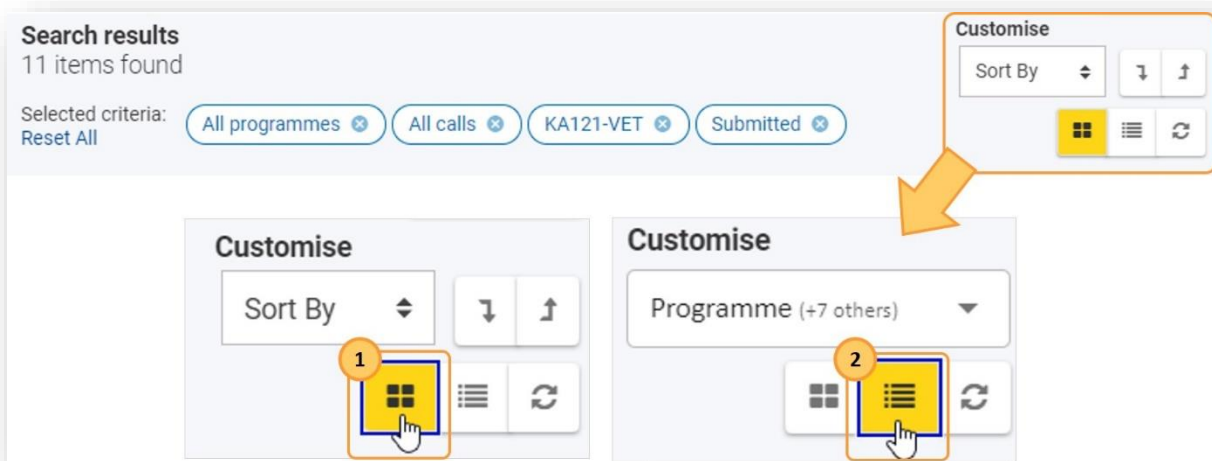 Search results
11 items found
Selected criteria:
Reset All
All programmes
All calls
KA121-VET
Submitted
Customise
Sort By
Customise
Sort By
1
Customise
Programme (+7 others)
2